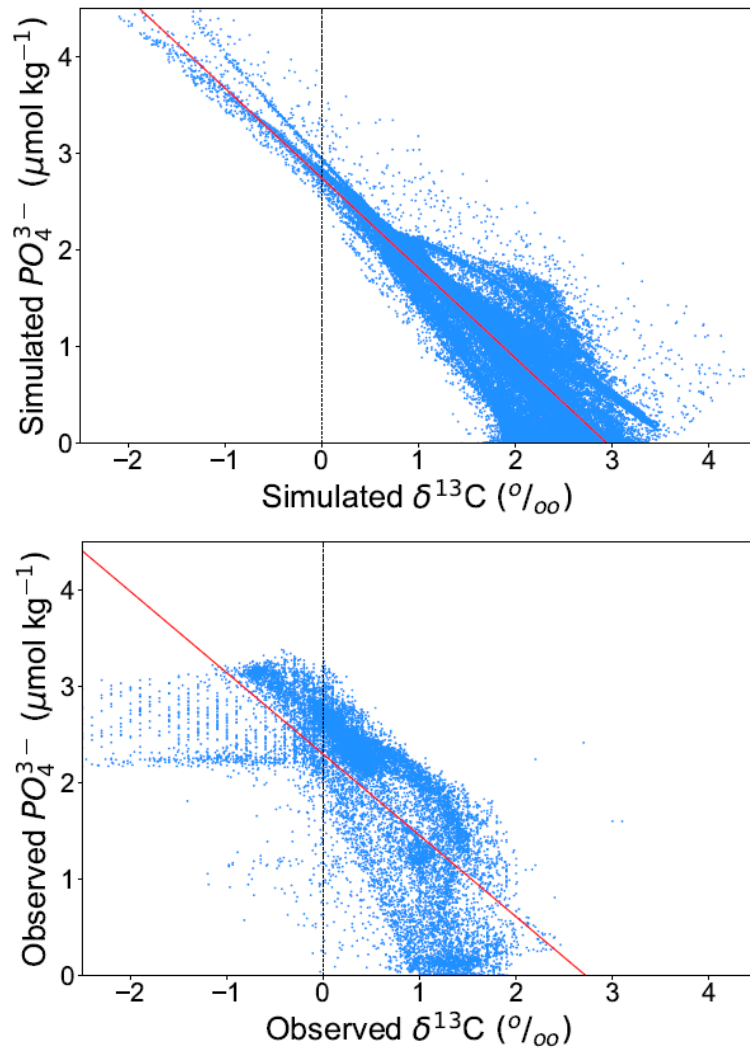 Simulated PO₄³⁻ (μmol kg⁻¹)
4
3
2
1
0
−2 −1 0 1 2 3 4
Simulated δ¹³C (º/ₒₒ)
Observed PO₄³⁻ (μmol kg⁻¹)
4
3
2
1
0
−2 −1 0 1 2 3 4
Observed δ¹³C (º/ₒₒ)